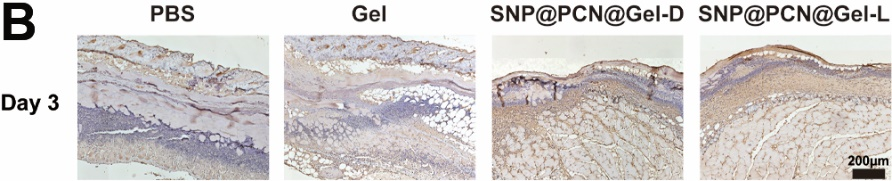 B
PBS Gel SNP@PCN@Gel-D SNP@PCN@Gel-L
Day 3
200μm